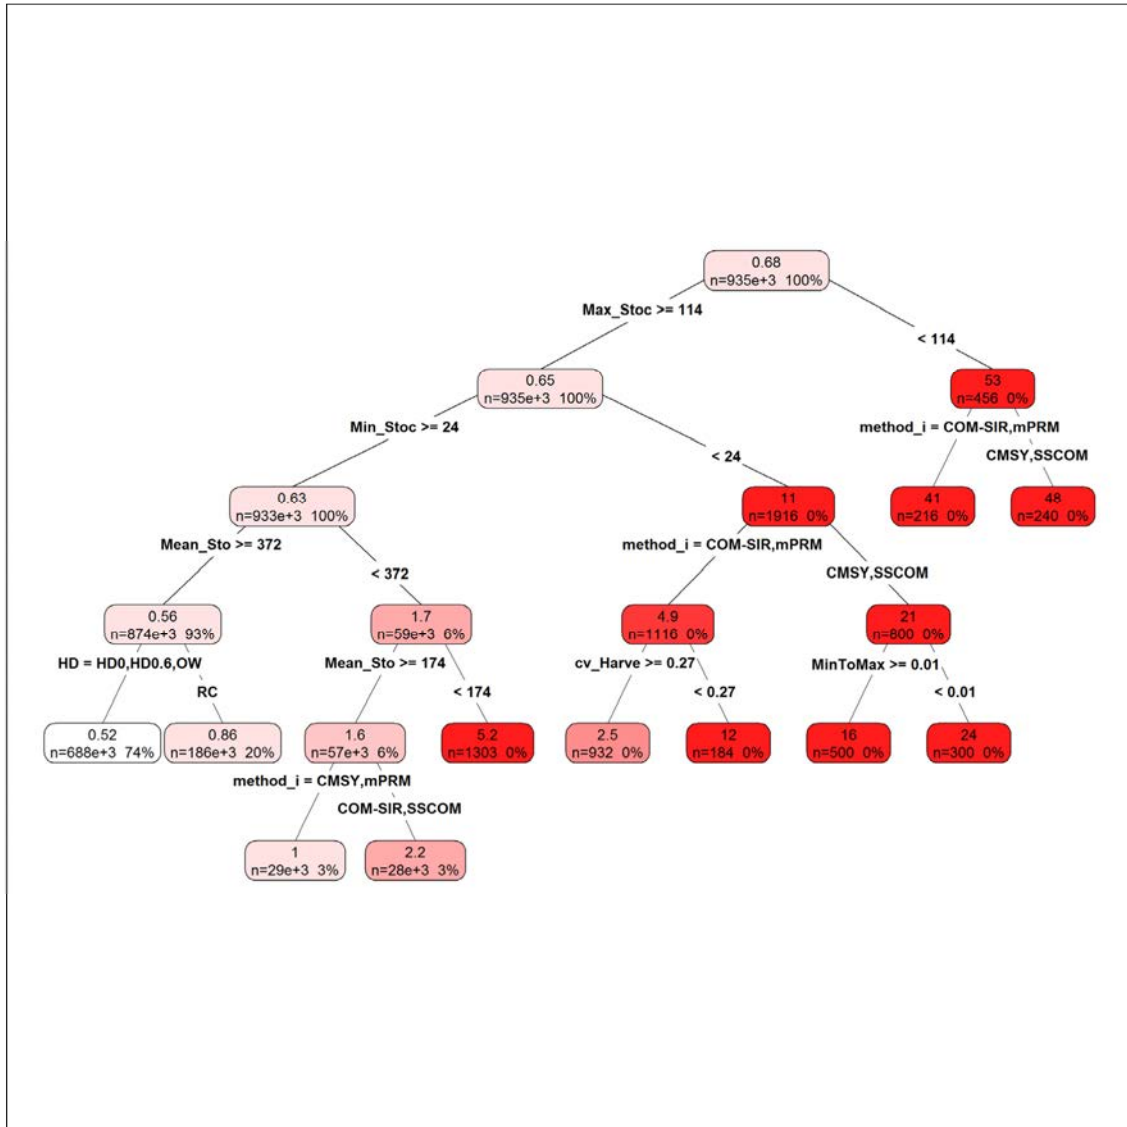 0.68
n=935e+3 100%
Max_Stoc >= 114
< 114
0.65
n=935e+3 100%
53
n=456 0%
Min_Stoc >= 24
< 24
method_i = COM-SIR,mPRM
CMSY,SSCOM
0.63
n=933e+3 100%
11
n=1916 0%
41
n=216 0%
48
n=240 0%
Mean_Sto >= 372
< 372
method_i = COM-SIR,mPRM
CMSY,SSCOM
0.56
n=874e+3 93%
1.7
n=59e+3 6%
4.9
n=1116 0%
21
n=800 0%
HD = HD0,HD0.6,OW
RC
Mean_Sto >= 174
< 174
cv_Harve >= 0.27
< 0.27
MinToMax >= 0.01
< 0.01
0.52
n=688e+3 74%
0.86
n=186e+3 20%
1.6
n=57e+3 6%
5.2
n=1303 0%
2.5
n=932 0%
12
n=184 0%
16
n=500 0%
24
n=300 0%
method_i = CMSY,mPRM
COM-SIR,SSCOM
1
n=29e+3 3%
2.2
n=28e+3 3%